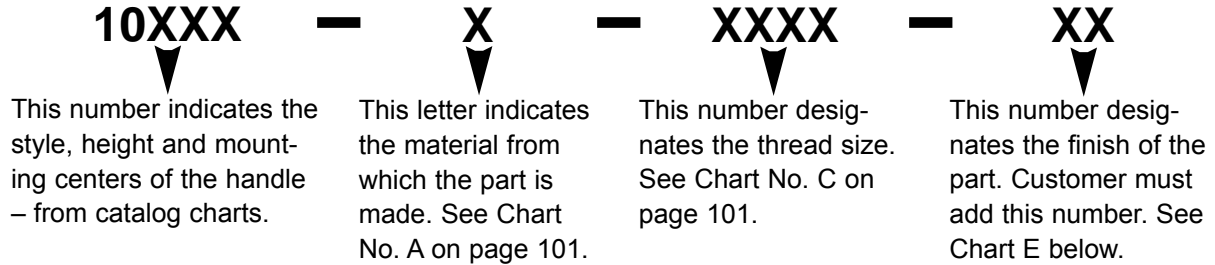 10XXX – X – XXXX – XX
This number indicates the
style, height and mount-
ing centers of the handle
– from catalog charts.
This letter indicates
the material from
which the part is
made. See Chart
No. A on page 101.
This number desig-
nates the thread size.
See Chart No. C on
page 101.
This number desig-
nates the finish of the
part. Customer must
add this number. See
Chart E below.